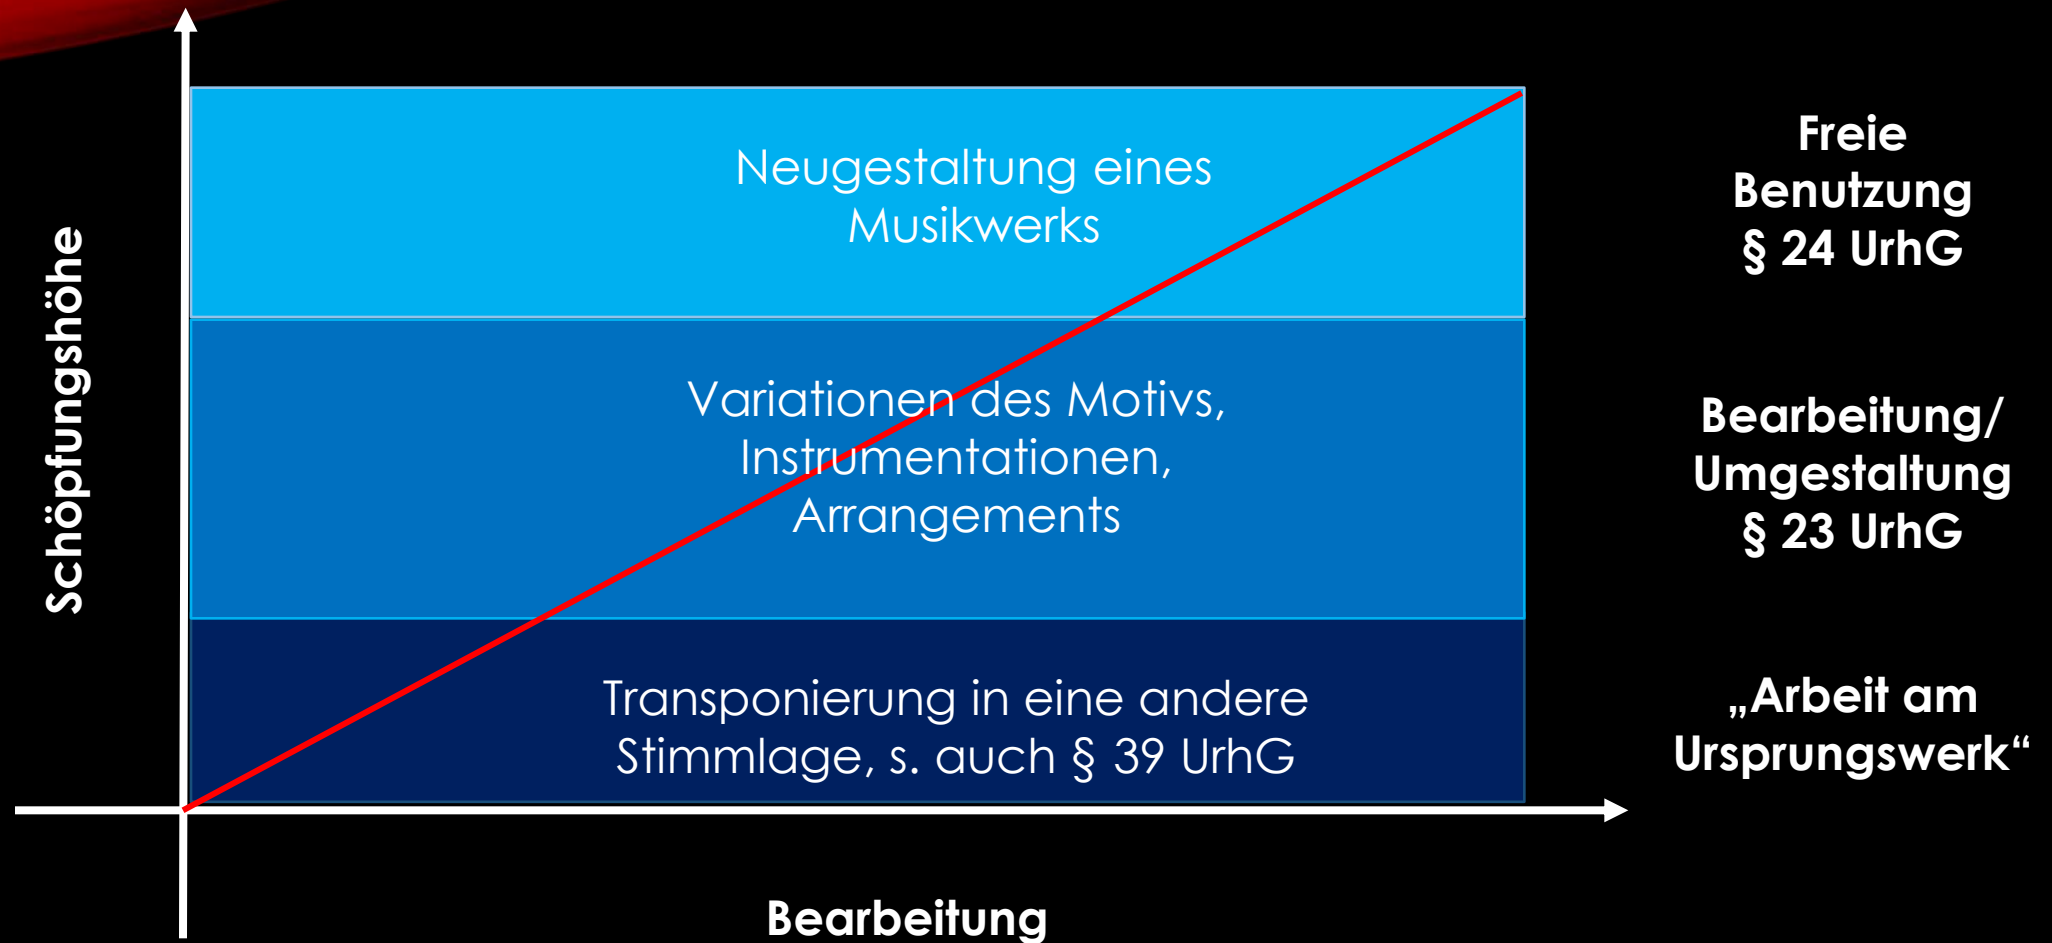 Schöpfungshöhe
Neugestaltung eines
Musikwerks
Freie
Benutzung
§ 24 UrhG
Variationen des Motivs,
Instrumentationen,
Arrangements
Bearbeitung/
Umgestaltung
§ 23 UrhG
Transponierung in eine andere
Stimmlage, s. auch § 39 UrhG
„Arbeit am
Ursprungswerk“
Bearbeitung